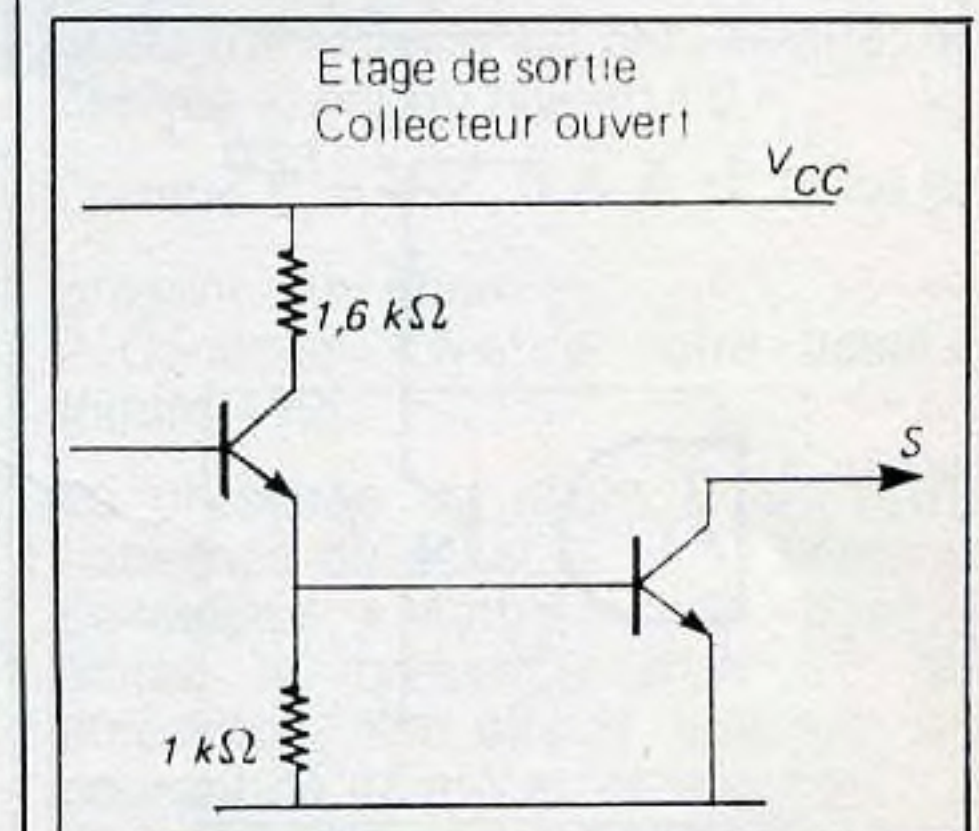 Etage de sortie
Collecteur ouvert
VCC
1,6 kΩ
S
1 kΩ